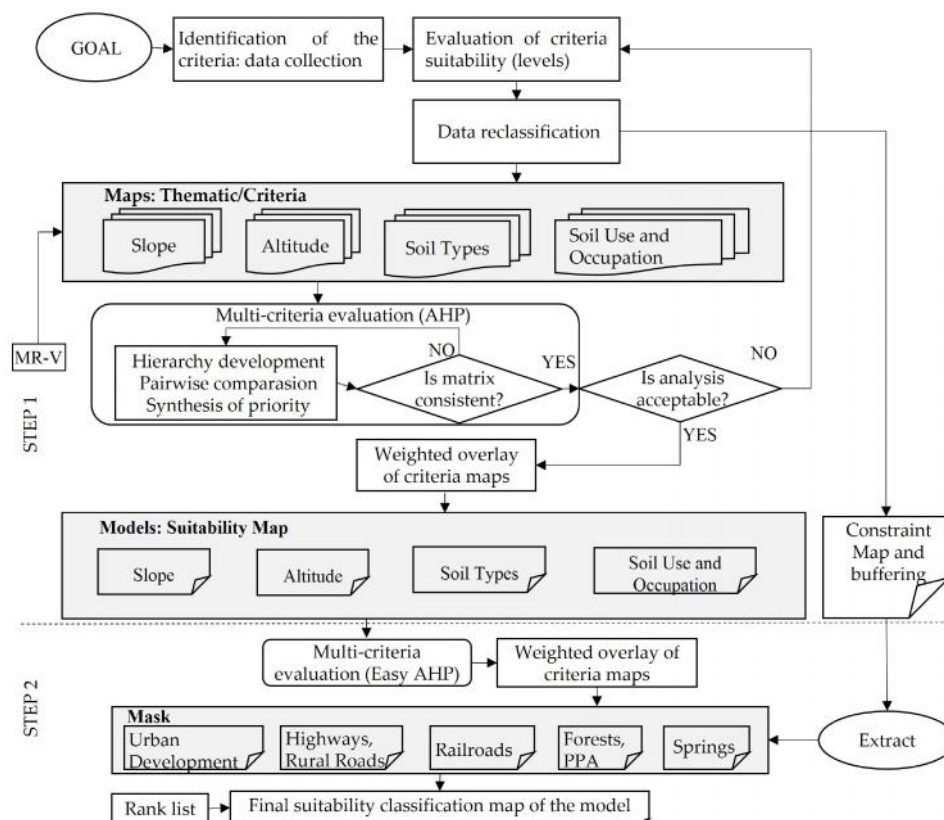 GOAL
Identification of the
criteria: data collection
Evaluation of criteria
suitability (levels)
Data reclassification
Maps: Thematic/Criteria
Slope
Altitude
Soil Types
Soil Use and
Occupation
MR-V
STEP 1
Multi-criteria evaluation (AHP)
NO
Hierarchy development
Pairwise comparasion
Synthesis of priority
Is matrix
consistent?
YES
Is analysis
acceptable?
NO
YES
Weighted overlay
of criteria maps
Models: Suitability Map
Slope
Altitude
Soil Types
Soil Use and
Occupation
Constraint
Map and
buffering
STEP 2
Multi-criteria
evaluation (Easy AHP)
Weighted overlay of
criteria maps
Mask
Urban
Development
Highways,
Rural Roads
Railroads
Forests,
PPA
Springs
Extract
Rank list
Final suitability classification map of the model